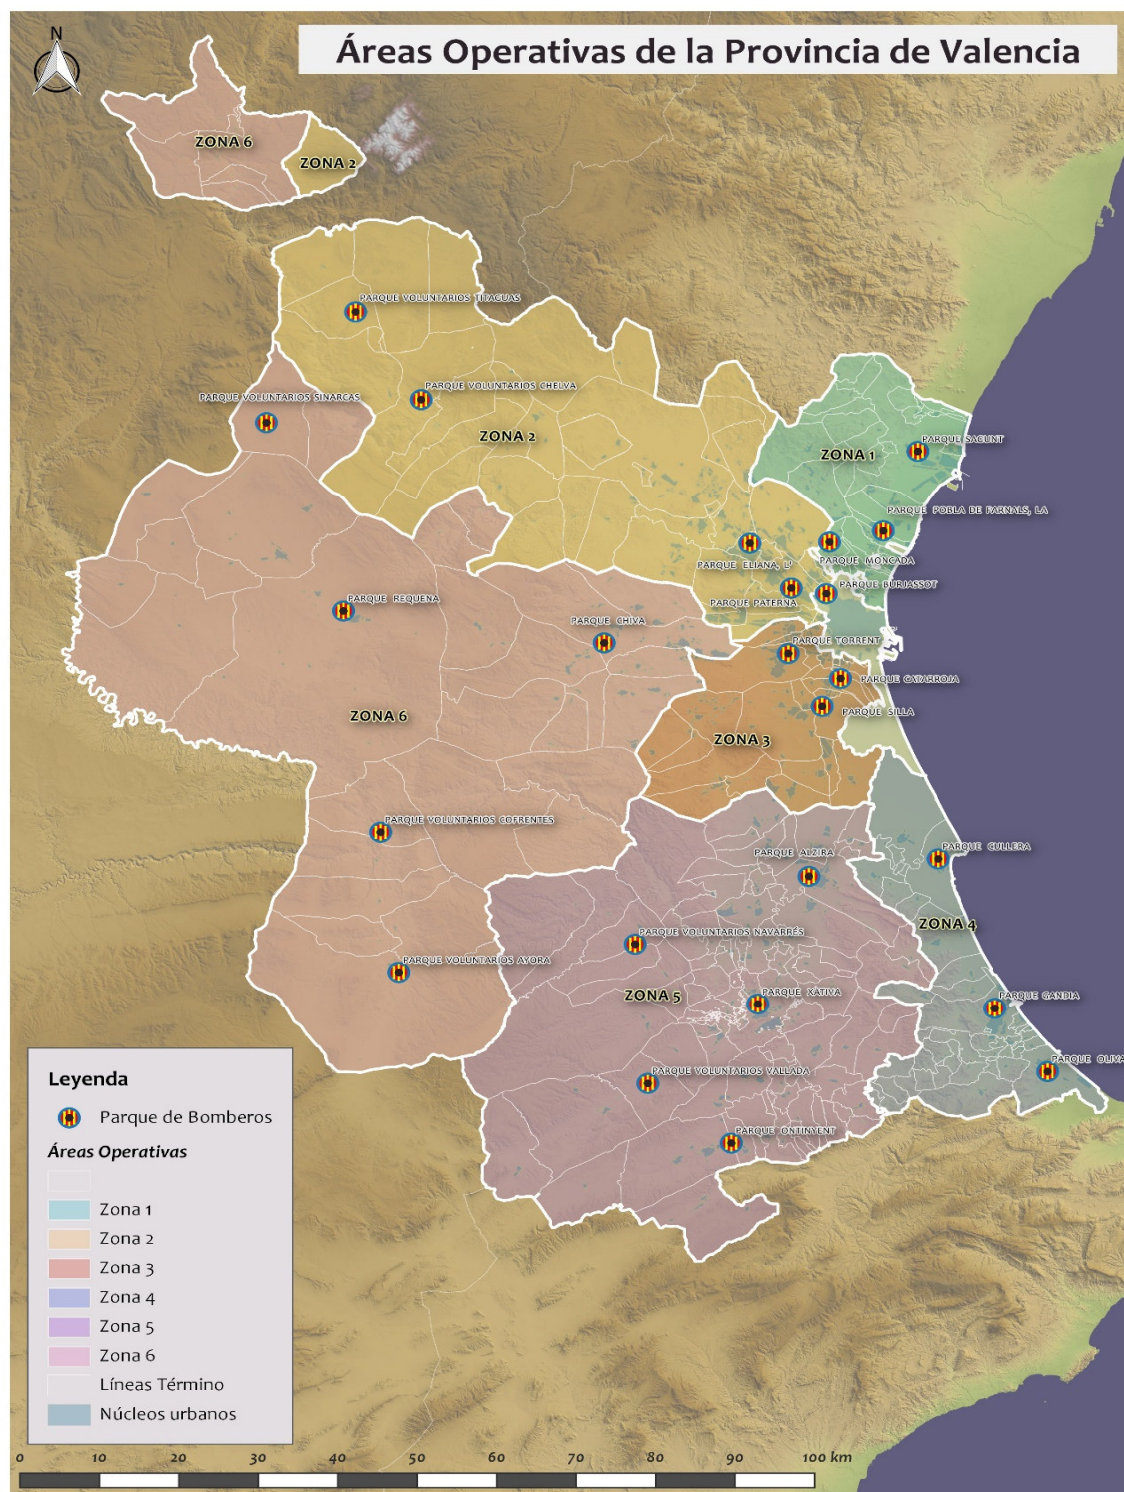 N
Áreas Operativas de la Provincia de Valencia
ZONA 6
ZONA 2
PARQUE VOLUNTARIOS TITAGUAS
PARQUE VOLUNTARIOS CHELVA
PARQUE VOLUNTARIOS SINARCAS
ZONA 2
ZONA 1
PARQUE SAGUNT
PARQUE POBLA DE FARNALS, LA
PARQUE ELIANA, L'
PARQUE MONCADA
PARQUE BURJASSOT
PARQUE PATERNA
PARQUE REQUENA
PARQUE CHIVA
PARQUE TORRENT
PARQUE CATARROJA
PARQUE SILLA
ZONA 6
ZONA 3
PARQUE VOLUNTARIOS COFRENTES
PARQUE ALZIRA
PARQUE CULLERA
ZONA 4
PARQUE VOLUNTARIOS NAVARRÉS
PARQUE VOLUNTARIOS AYORA
ZONA 5
PARQUE XÀTIVA
PARQUE GANDIA
PARQUE OLIVA
PARQUE VOLUNTARIOS VALLADA
PARQUE ONTINYENT
Leyenda
Parque de Bomberos
Áreas Operativas
Zona 1
Zona 2
Zona 3
Zona 4
Zona 5
Zona 6
Líneas Término
Núcleos urbanos
0 10 20 30 40 50 60 70 80 90 100 km